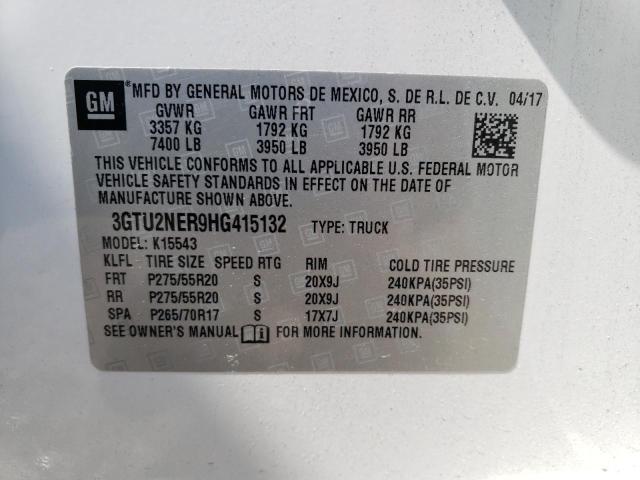 GM ® MFD BY GENERAL MOTORS DE MEXICO, S. DE R.L. DE C.V. 04/17
GVWR GAWR FRT GAWR RR
3357 KG 1792 KG 1792 KG
7400 LB 3950 LB 3950 LB
THIS VEHICLE CONFORMS TO ALL APPLICABLE U.S. FEDERAL MOTOR
VEHICLE SAFETY STANDARDS IN EFFECT ON THE DATE OF
MANUFACTURE SHOWN ABOVE.
3GTU2NER9HG415132 TYPE: TRUCK
MODEL: K15543
KLFL TIRE SIZE SPEED RTG RIM COLD TIRE PRESSURE
FRT P275/55R20 S 20X9J 240KPA(35PSI)
RR P275/55R20 S 20X9J 240KPA(35PSI)
SPA P265/70R17 S 17X7J 240KPA(35PSI)
SEE OWNER'S MANUAL FOR MORE INFORMATION.